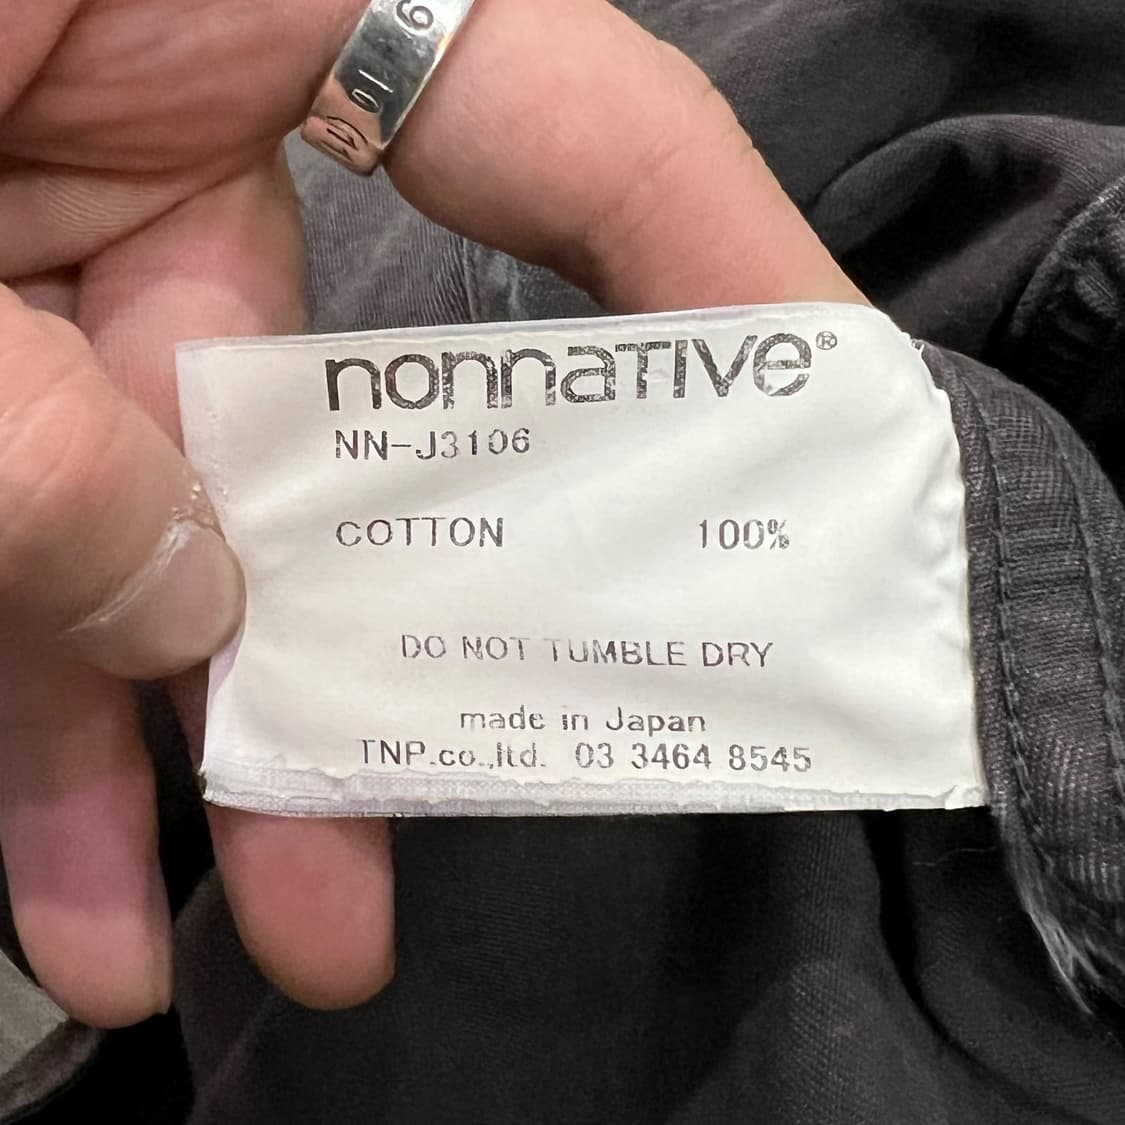 nonnative®
NN-J3106
COTTON 100%
DO NOT TUMBLE DRY
made in Japan
TNP.co.,ltd. 03 3464 8545